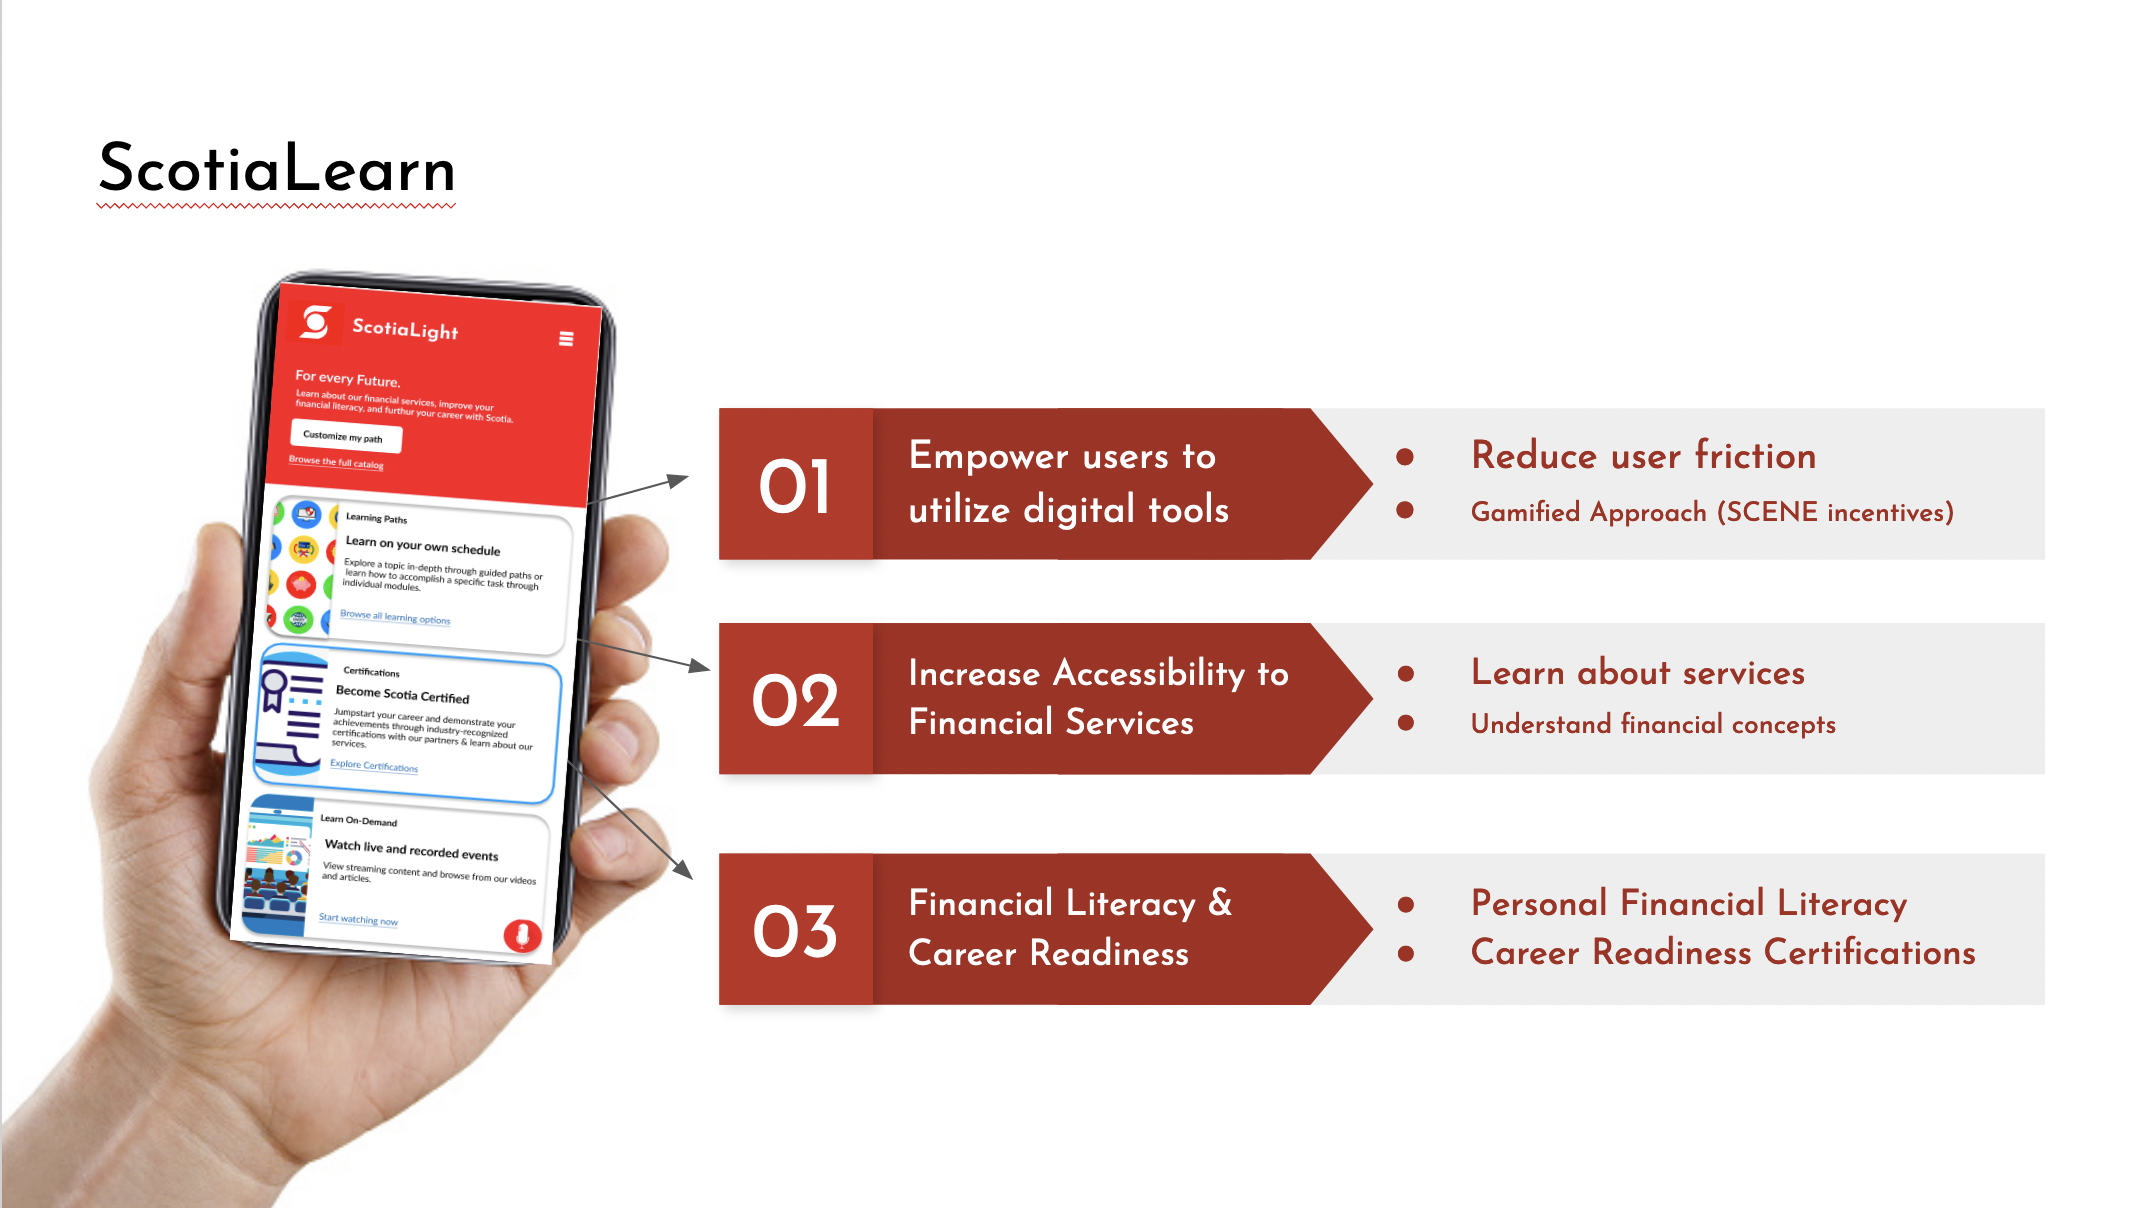 ScotiaLearn
ScotiaLight
For every Future.
Learn about our financial services, improve your
financial literacy, and furthur your career with Scotia.
Customize my path
Browse the full catalog
Learning Paths
Learn on your own schedule
Explore a topic in-depth through guided paths or
learn how to accomplish a specific task through
individual modules.
Browse all learning options
Certifications
Become Scotia Certified
Jumpstart your career and demonstrate your
achievements through industry-recognized
certifications with our partners & learn about our
services.
Explore Certifications
Learn On-Demand
Watch live and recorded events
View streaming content and browse from our videos
and articles.
Start watching now
01
Empower users to
utilize digital tools
● Reduce user friction
● Gamified Approach (SCENE incentives)
02
Increase Accessibility to
Financial Services
● Learn about services
● Understand financial concepts
03
Financial Literacy &
Career Readiness
● Personal Financial Literacy
● Career Readiness Certifications